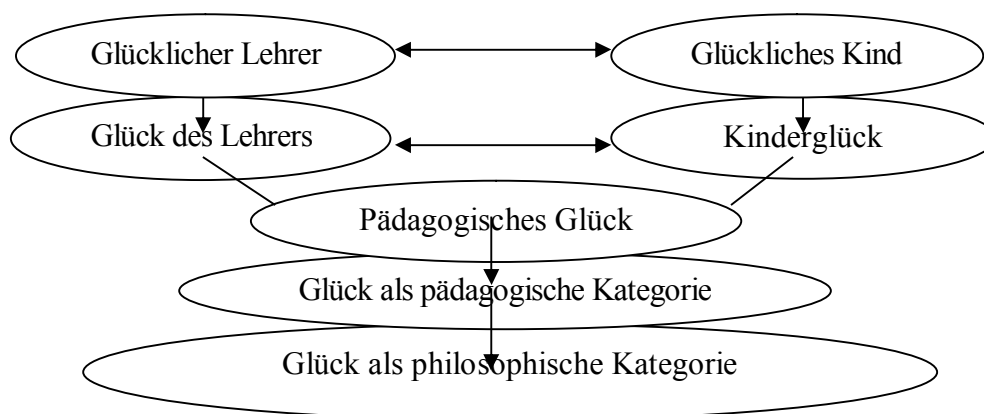 Glücklicher Lehrer
Glückliches Kind
Glück des Lehrers
Kinderglück
Pädagogisches Glück
Glück als pädagogische Kategorie
Glück als philosophische Kategorie